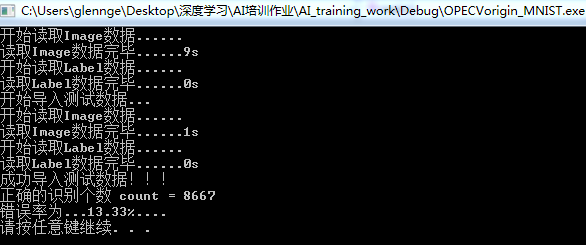 C:\Users\glennge\Desktop\深度学习\AI培训作业\AI_training_work\Debug\OPECVorigin_MNIST.exe
开始读取Image数据......
读取Image数据完毕......9s
开始读取Label数据......
读取Label数据完毕......0s
开始导入测试数据...
开始读取Image数据......
读取Image数据完毕......1s
开始读取Label数据......
读取Label数据完毕......0s
成功导入测试数据！！！
正确的识别个数 count = 8667
错误率为...13.33%....
请按任意键继续. . .